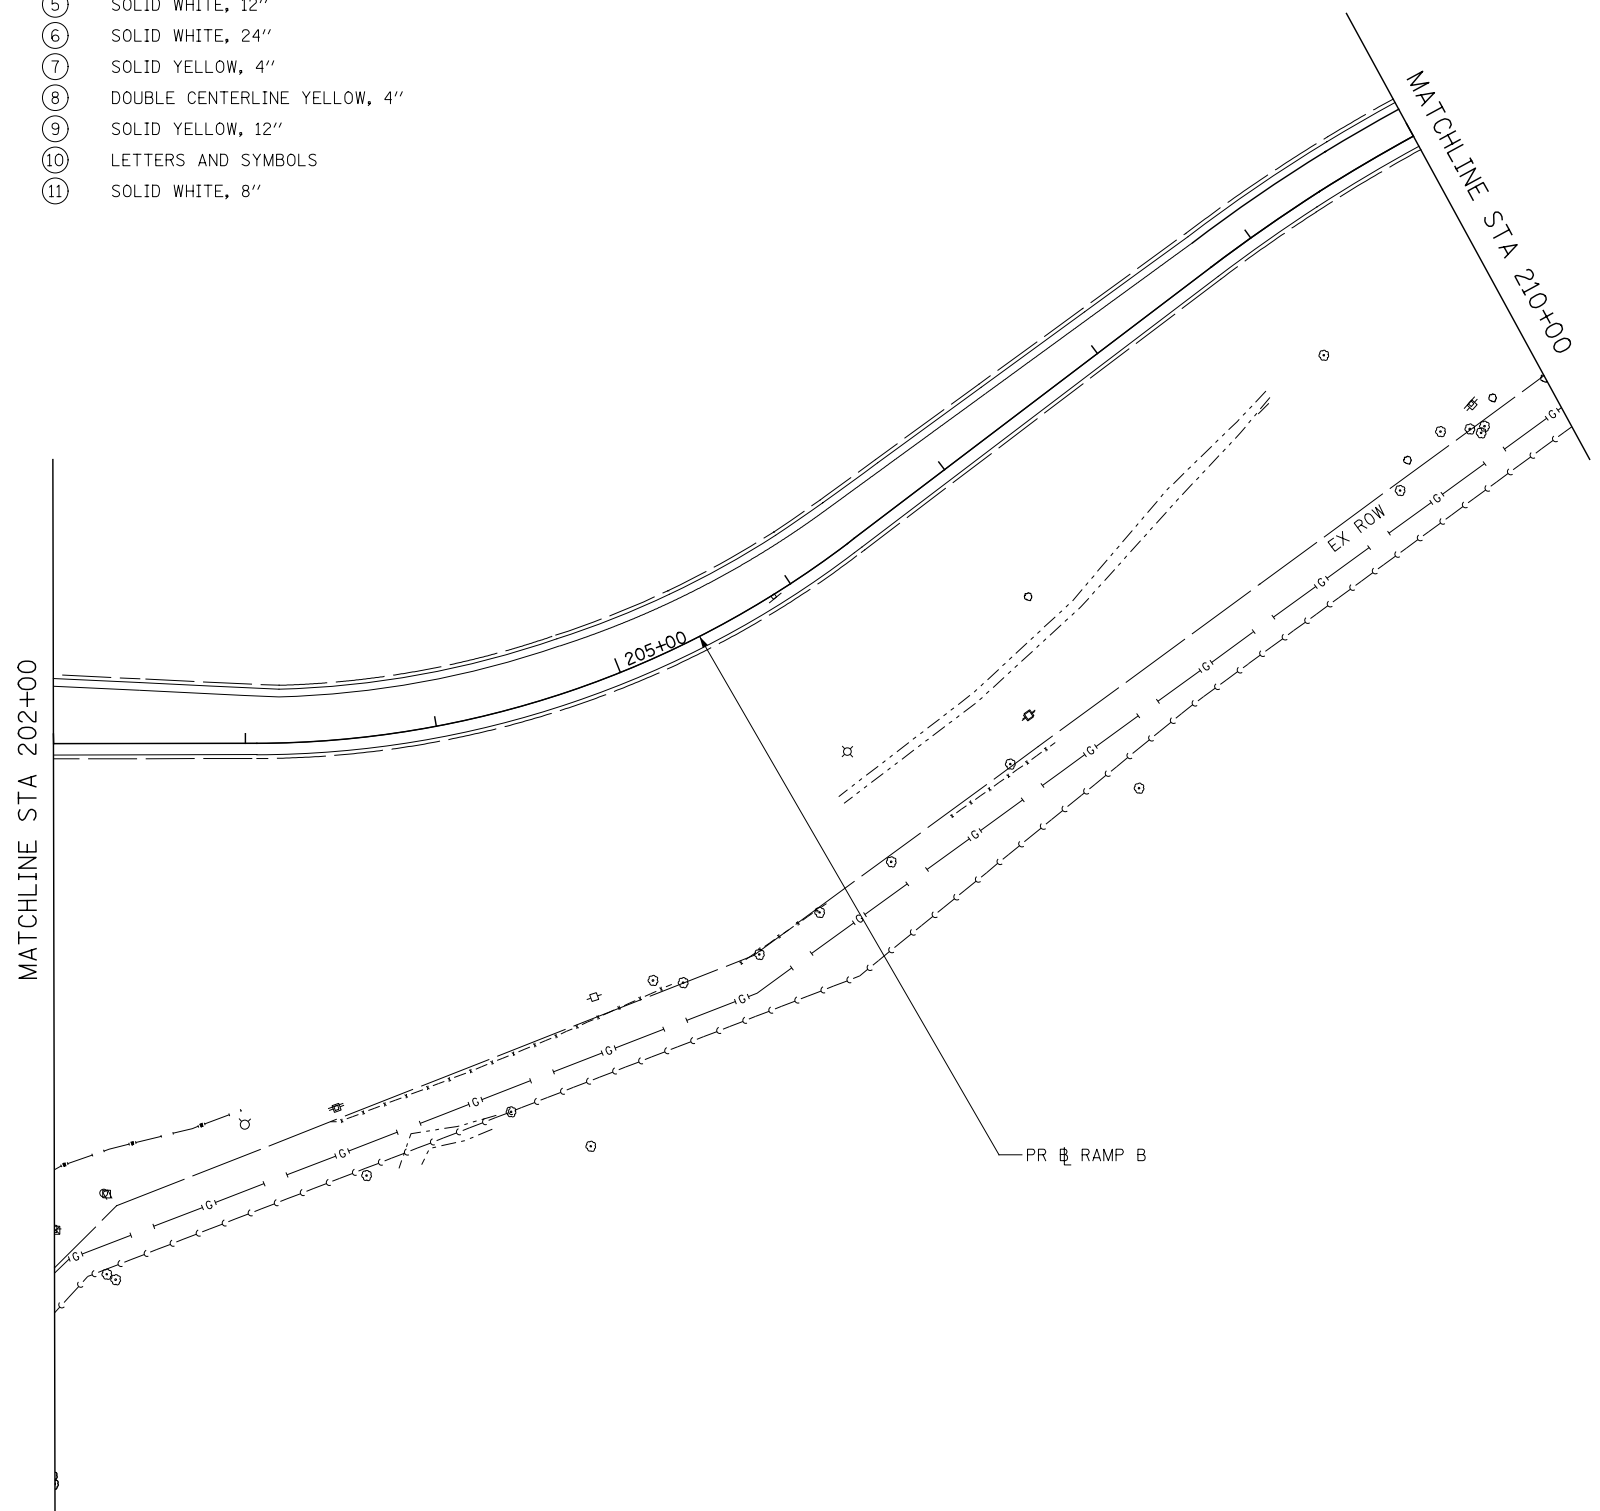 5 SOLID WHITE, 12"
6 SOLID WHITE, 24"
7 SOLID YELLOW, 4"
8 DOUBLE CENTERLINE YELLOW, 4"
9 SOLID YELLOW, 12"
10 LETTERS AND SYMBOLS
11 SOLID WHITE, 8"
MATCHLINE STA 210+00
EX ROW
G
G
G
G
G
G
G
G
G
G
G
G
G
205+00
MATCHLINE STA 202+00
PR ⅊ RAMP B